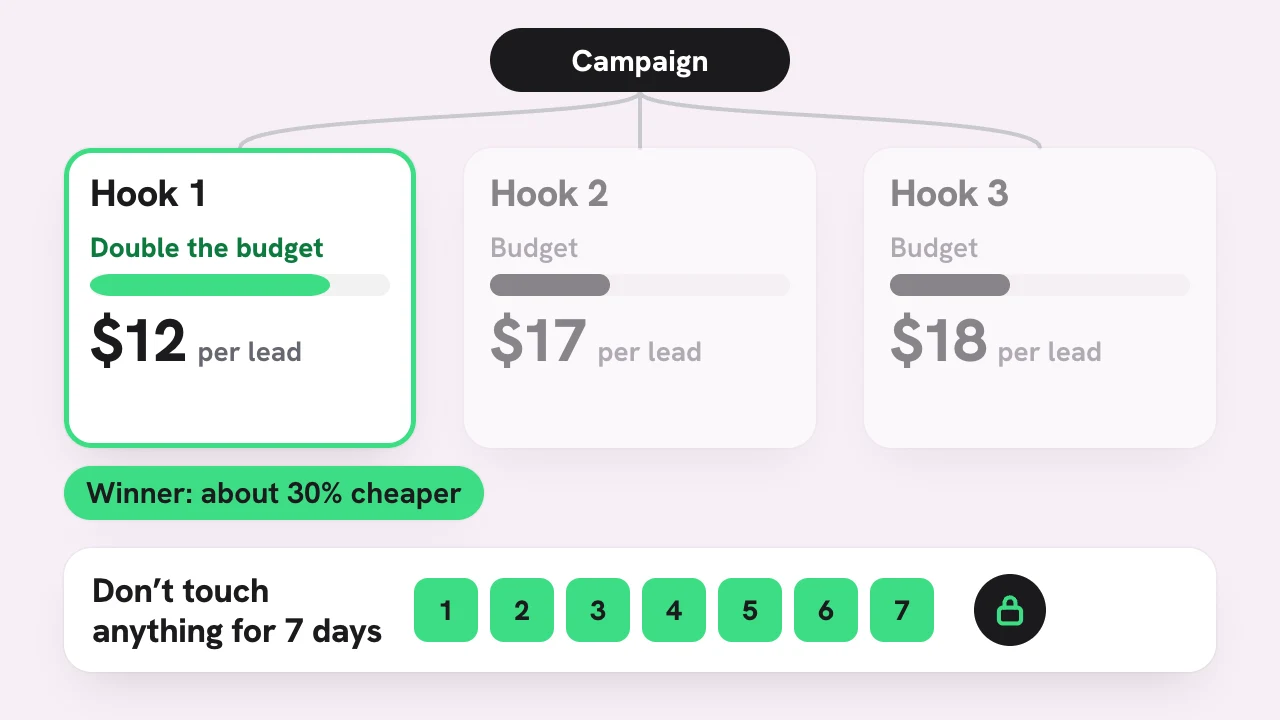 Campaign
Hook 1
Double the budget
$12 per lead
Hook 2
Budget
$17 per lead
Hook 3
Budget
$18 per lead
Winner: about 30% cheaper
Don’t touch
anything for 7 days
1 2 3 4 5 6 7